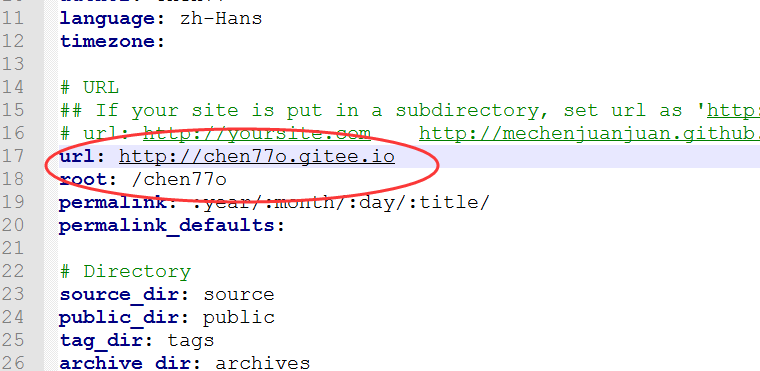 11 language: zh-Hans
12 timezone:
13
14 # URL
15 ## If your site is put in a subdirectory, set url as 'http
16 # url: http://yoursite.com http://mechenjuanjuan.github.
17 url: http://chen77o.gitee.io
18 root: /chen77o
19 permalink: :year/:month/:day/:title/
20 permalink_defaults:
21
22 # Directory
23 source_dir: source
24 public_dir: public
25 tag_dir: tags
26 archive_dir: archives